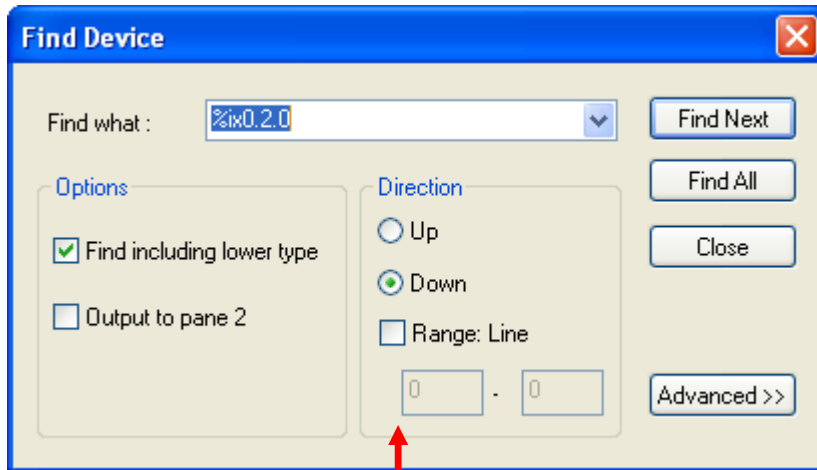 Find Device
Find what : %ix0.2.0 Find Next
Find All
Close
Options
Find including lower type
Output to pane 2
Direction
Up
Down
Range: Line
0 - 0
Advanced >>